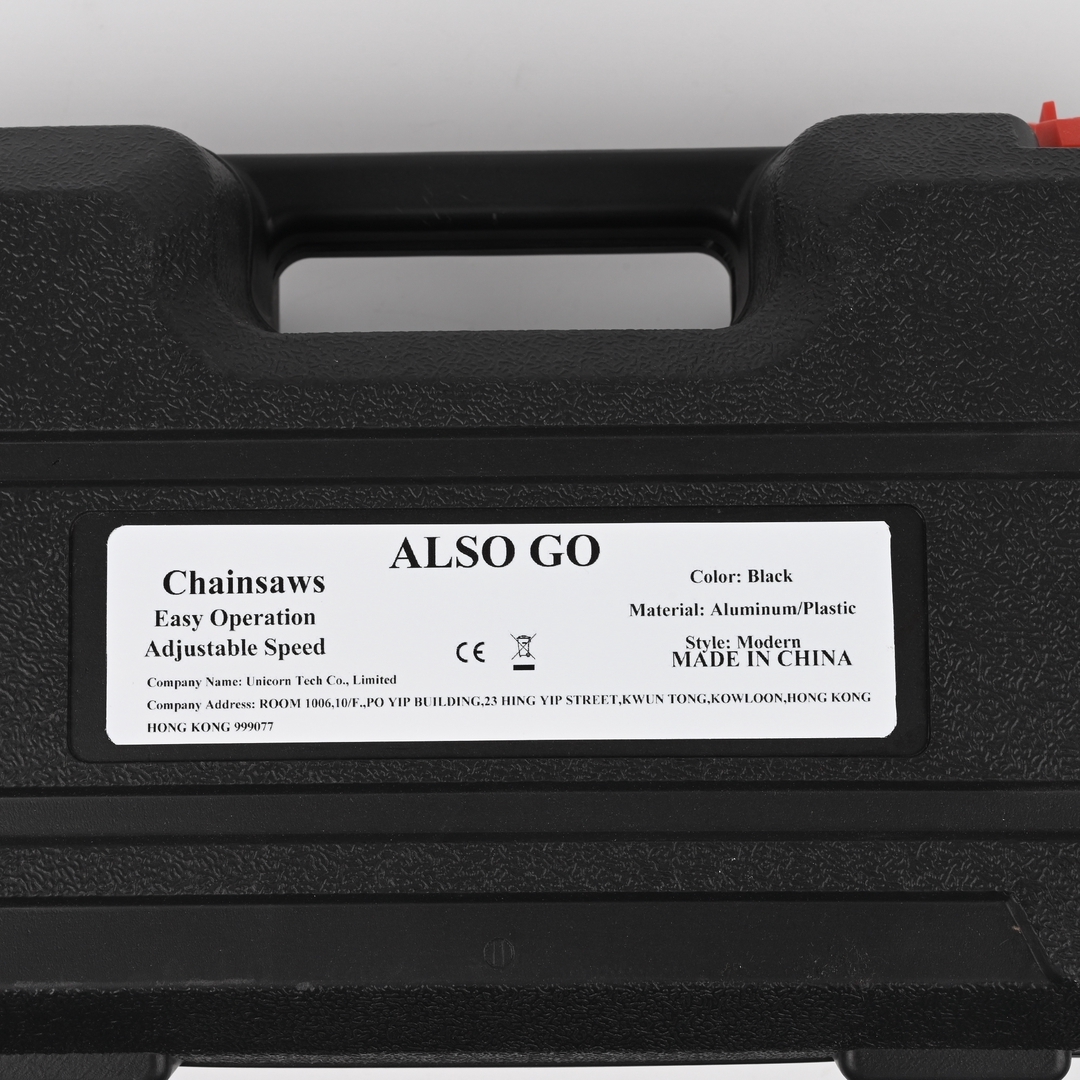 ALSO GO
Chainsaws
Easy Operation
Adjustable Speed
CE
Color: Black
Material: Aluminum/Plastic
Style: Modern
MADE IN CHINA
Company Name: Unicorn Tech Co., Limited
Company Address: ROOM 1006,10/F.,PO YIP BUILDING,23 HING YIP STREET,KWUN TONG,KOWLOON,HONG KONG
HONG KONG 999077